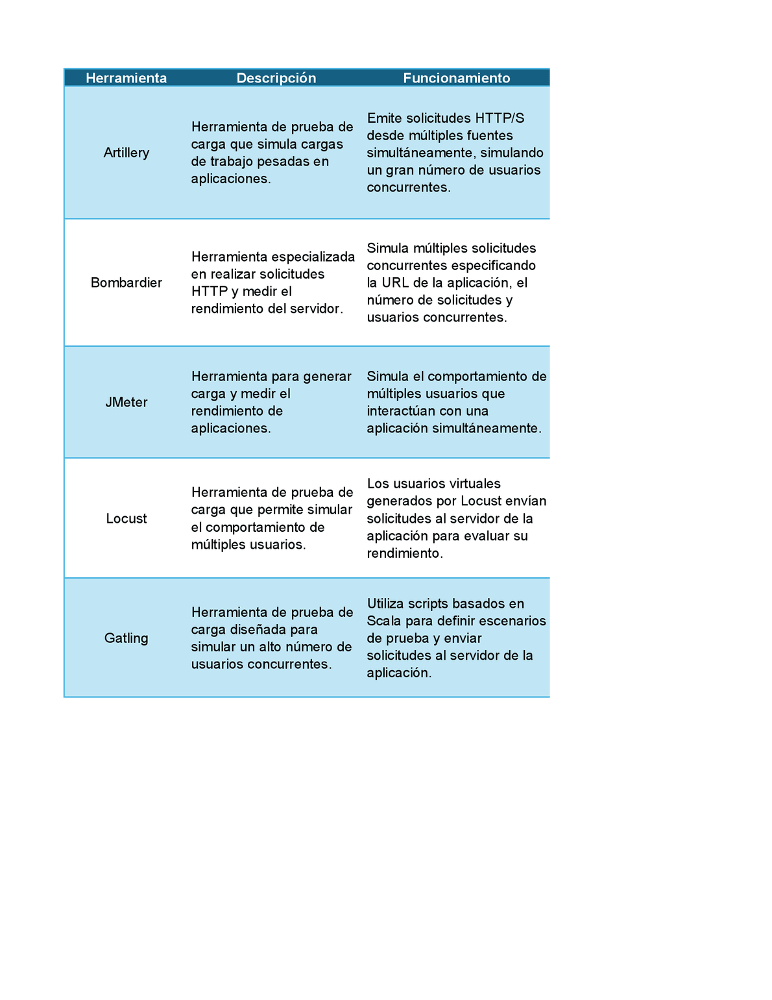 Herramienta Descripción Funcionamiento
Artillery
Herramienta de prueba de
carga que simula cargas
de trabajo pesadas en
aplicaciones.
Emite solicitudes HTTP/S
desde múltiples fuentes
simultáneamente, simulando
un gran número de usuarios
concurrentes.
Bombardier
Herramienta especializada
en realizar solicitudes
HTTP y medir el
rendimiento del servidor.
Simula múltiples solicitudes
concurrentes especificando
la URL de la aplicación, el
número de solicitudes y
usuarios concurrentes.
JMeter
Herramienta para generar
carga y medir el
rendimiento de
aplicaciones.
Simula el comportamiento de
múltiples usuarios que
interactúan con una
aplicación simultáneamente.
Locust
Herramienta de prueba de
carga que permite simular
el comportamiento de
múltiples usuarios.
Los usuarios virtuales
generados por Locust envían
solicitudes al servidor de la
aplicación para evaluar su
rendimiento.
Gatling
Herramienta de prueba de
carga diseñada para
simular un alto número de
usuarios concurrentes.
Utiliza scripts basados en
Scala para definir escenarios
de prueba y enviar
solicitudes al servidor de la
aplicación.